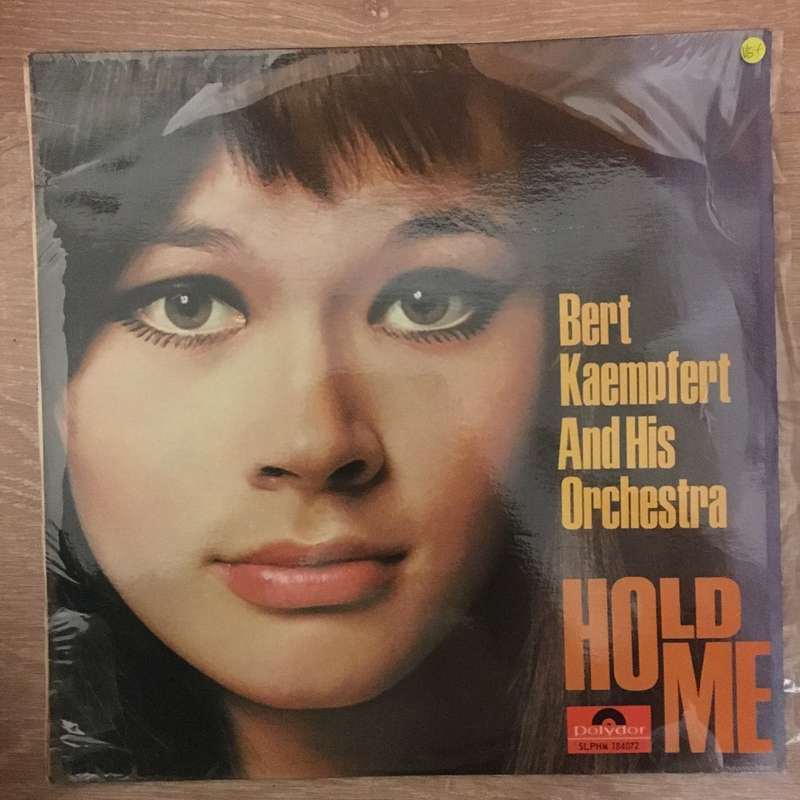 Bert
Kaempfert
And His
Orchestra
HOLD
ME
Polydor
SLPHM 184072